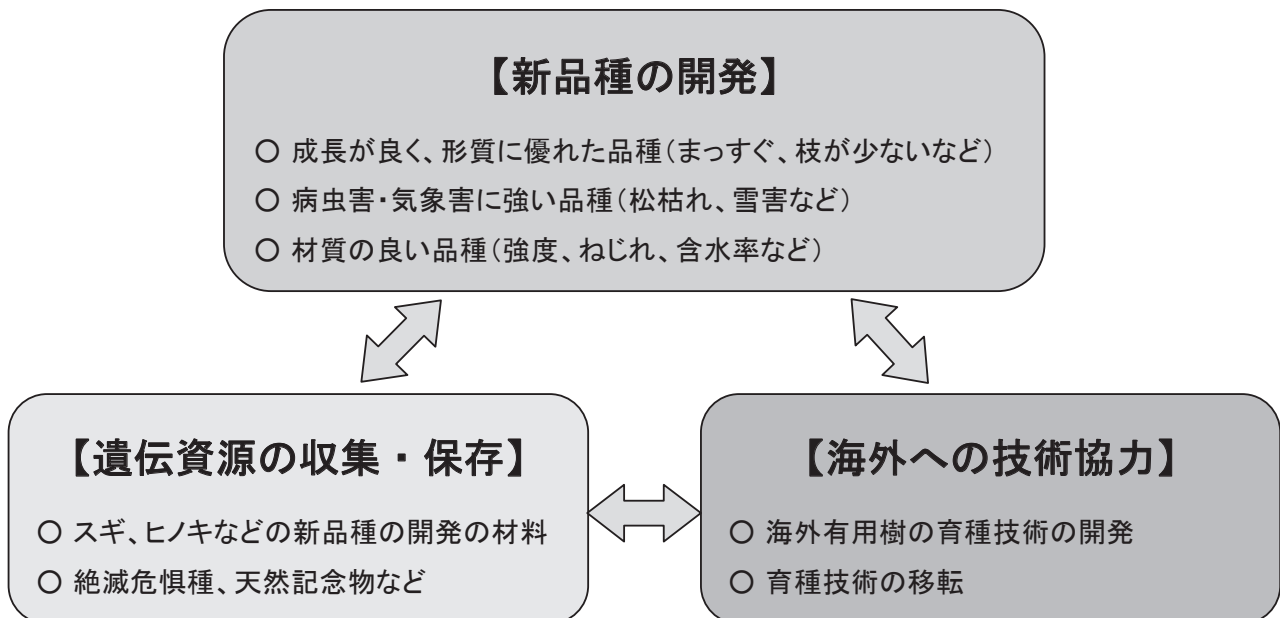 【新品種の開発】
○ 成長が良く、形質に優れた品種(まっすぐ、枝が少ないなど)
○ 病虫害・気象害に強い品種(松枯れ、雪害など)
○ 材質の良い品種(強度、ねじれ、含水率など)
【遺伝資源の収集・保存】
○ スギ、ヒノキなどの新品種の開発の材料
○ 絶滅危惧種、天然記念物など
【海外への技術協力】
○ 海外有用樹の育種技術の開発
○ 育種技術の移転